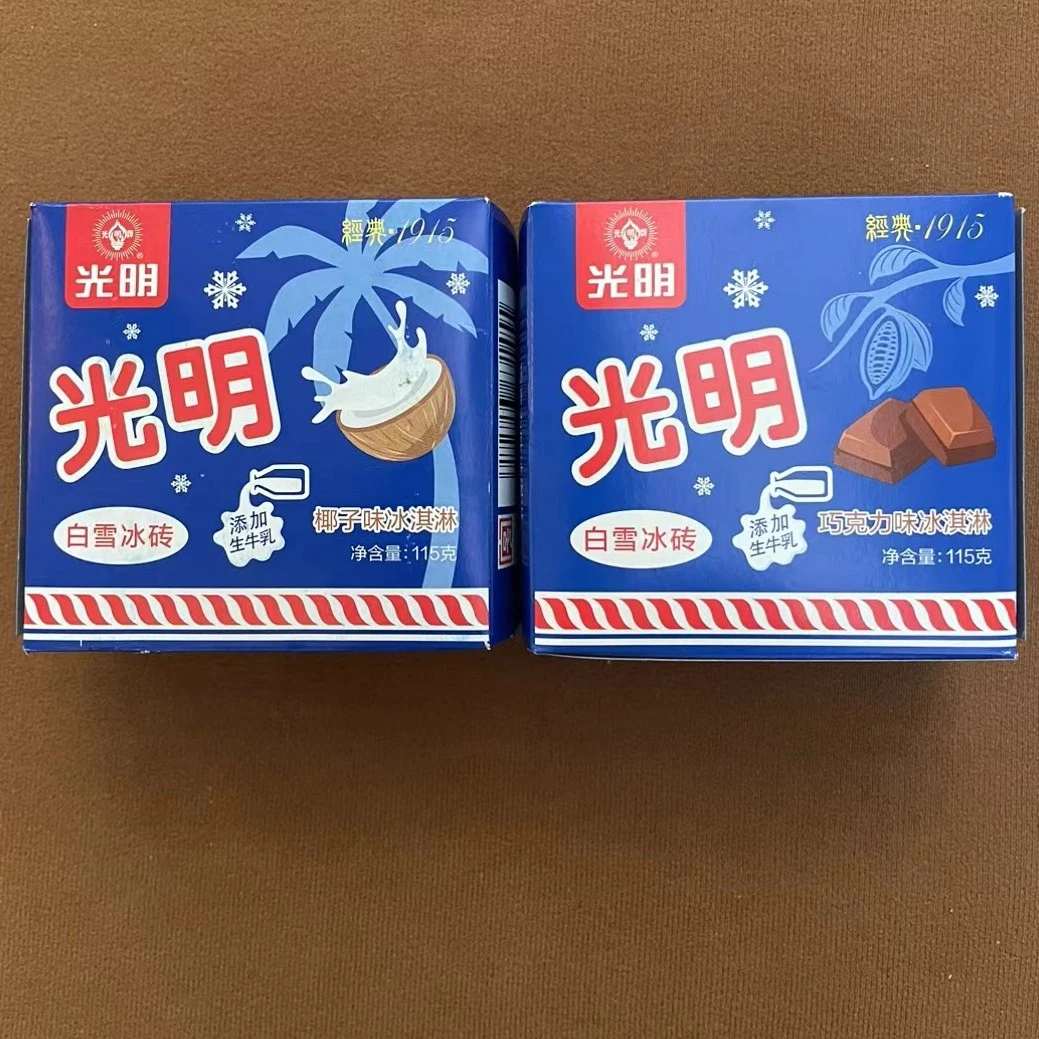 光明
經典·1915
光明
白雪冰砖
添加
生牛乳
椰子味冰淇淋
净含量:115克
光明
經典·1915
光明
白雪冰砖
添加
生牛乳
巧克力味冰淇淋
净含量:115克